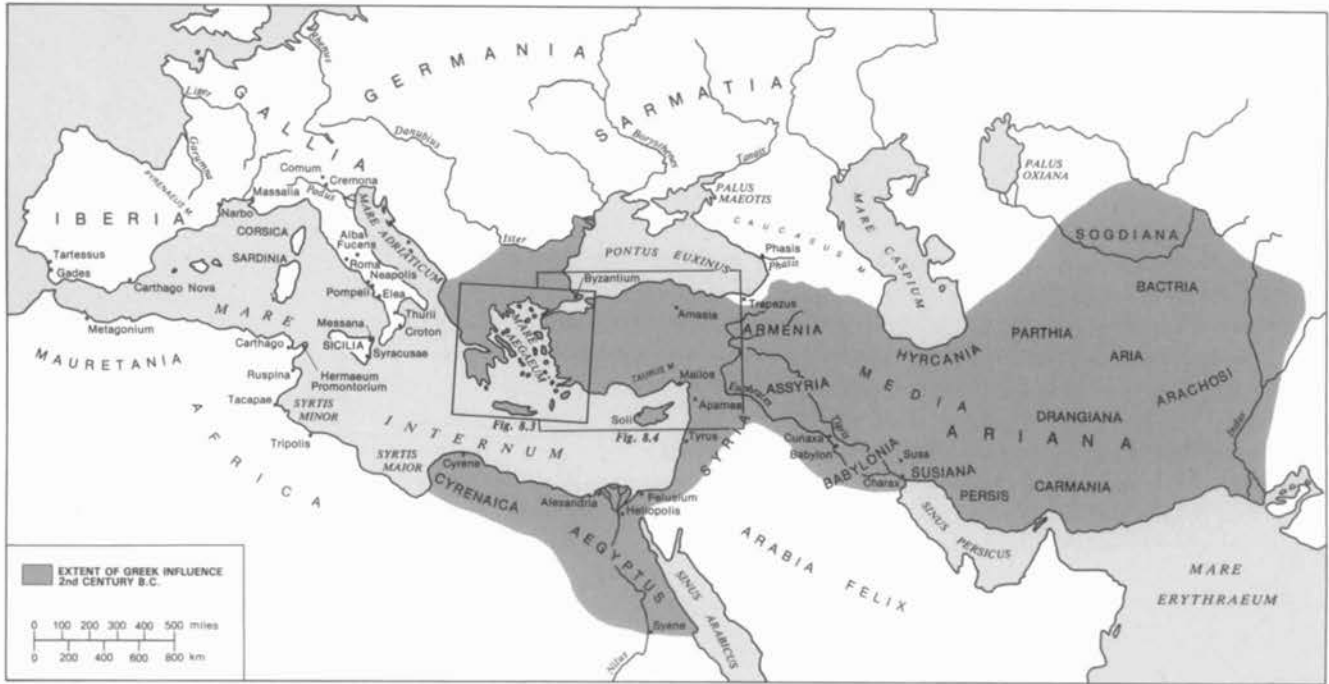 GERMANIA
SARMATIA
GALLIA
Liger
Garumna
Danubius
Borysthenes
Tanais
PALUS MAEOTIS
PALUS OXIANA
MARE CASPIUM
CAUCASUS M.
PYRENAEUS M.
IBERIA
Comum
Cremona
Padus
Massalia
Narbo
MARE ADRIATICUM
Ister
PONTUS EUXINUS
Phasis
Phasis
SOGDIANA
BACTRIA
CORSICA
SARDINIA
Alba
Fucens
Roma
Neapolis
Pompeii
Elea
Thurii
Croton
Messana
SICILIA
Syracusae
Tartessus
Gades
Carthago Nova
Metagonium
MAURETANIA
Carthago
Hermaeum
Promontorium
Ruspina
Tacapae
SYRTIS
MINOR
Tripolis
SYRTIS
MAIOR
AFRICA
MARE INTERNUM
Byzantium
MARE AEGAEUM
Amasia
Trapezus
ARMENIA
HYRCANIA
PARTHIA
ARIA
ARACHOSI
MEDIA
ARIANA
DRANGIANA
TAURUS M.
Mallos
Euphrates
ASSYRIA
Apamea
Soli
Fig. 8.3
Fig. 8.4
Tyrus
SYRIA
Tigris
Cunaxa
Babylon
BABYLONIA
Susa
SUSIANA
Charax
PERSIS
CARMANIA
Indus
SINUS PERSICUS
Cyrene
CYRENAICA
Alexandria
Pelusium
Heliopolis
AEGYPTUS
Syene
Nilus
SINUS ARABICUS
ARABIA FELIX
MARE
ERYTHRAEUM
EXTENT OF GREEK INFLUENCE
2nd CENTURY B.C.
0 100 200 300 400 500 miles
0 200 400 600 800 km